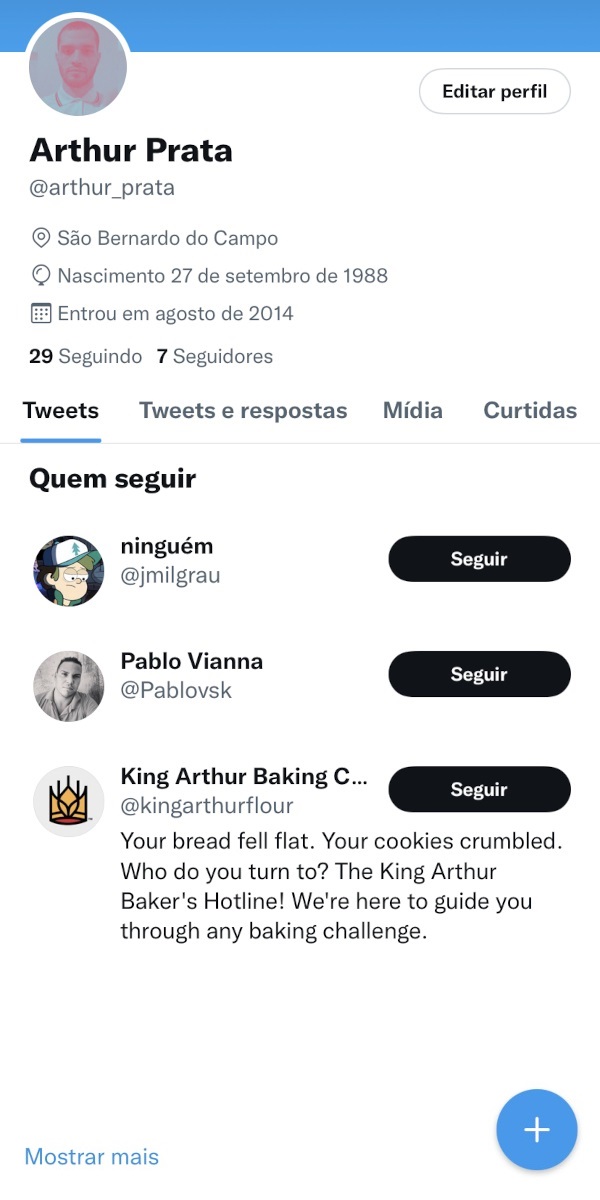 Editar perfil
Arthur Prata
@arthur_prata
São Bernardo do Campo
Nascimento 27 de setembro de 1988
Entrou em agosto de 2014
29 Seguindo 7 Seguidores
Tweets Tweets e respostas Mídia Curtidas
Quem seguir
ninguém
@jmilgrau
Seguir
Pablo Vianna
@Pablovsk
Seguir
King Arthur Baking C...
@kingarthurflour
Seguir
Your bread fell flat. Your cookies crumbled.
Who do you turn to? The King Arthur
Baker's Hotline! We're here to guide you
through any baking challenge.
Mostrar mais